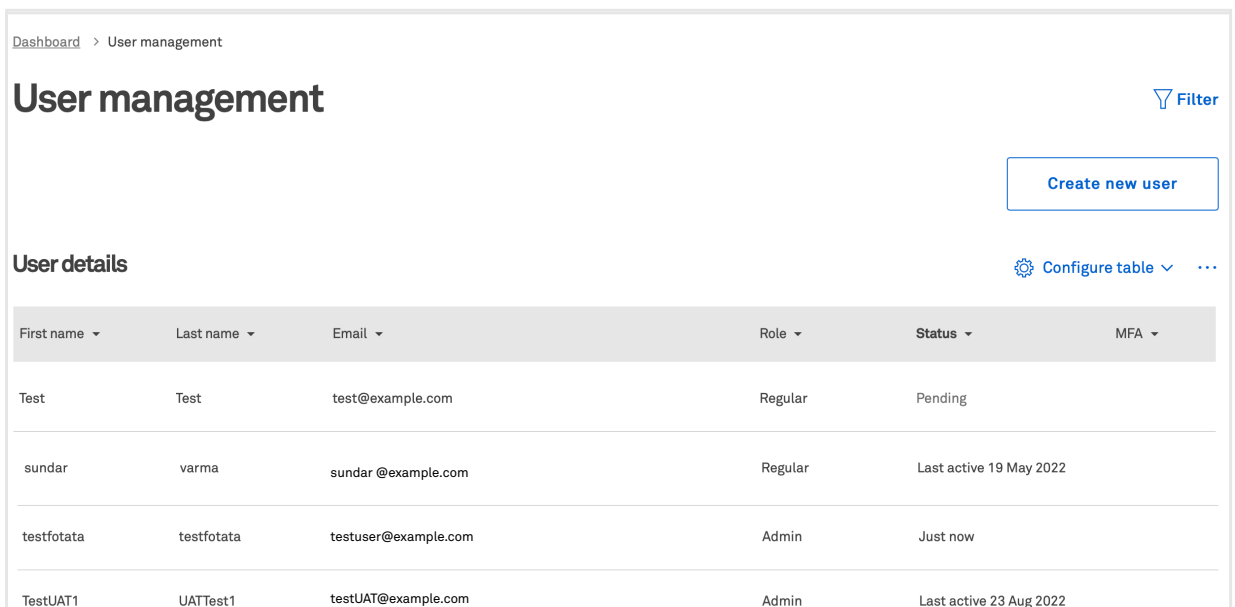 Dashboard > User management
User management
Filter
Create new user
User details
Configure table ...
First name Last name Email Role Status MFA
Test Test test@example.com Regular Pending
sundar varma sundar @example.com Regular Last active 19 May 2022
testfotata testfotata testuser@example.com Admin Just now
TestUAT1 UATTest1 testUAT@example.com Admin Last active 23 Aug 2022